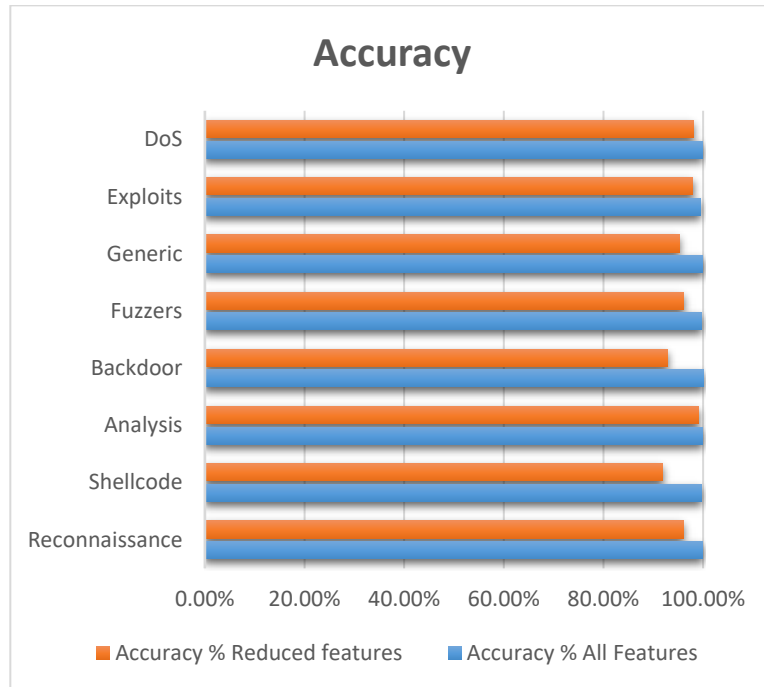 Accuracy
DoS
Exploits
Generic
Fuzzers
Backdoor
Analysis
Shellcode
Reconnaissance
0.00% 20.00% 40.00% 60.00% 80.00% 100.00%
Accuracy % Reduced features Accuracy % All Features